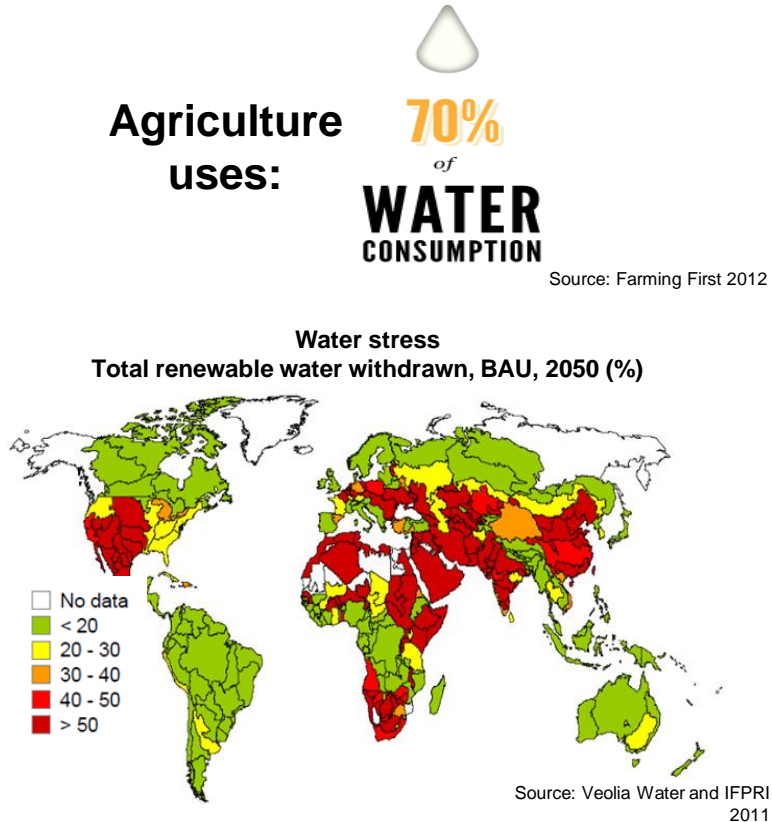 Agriculture
uses:
70%
of
WATER
CONSUMPTION
Source: Farming First 2012
Water stress
Total renewable water withdrawn, BAU, 2050 (%)
No data
< 20
20 - 30
30 - 40
40 - 50
> 50
Source: Veolia Water and IFPRI
2011